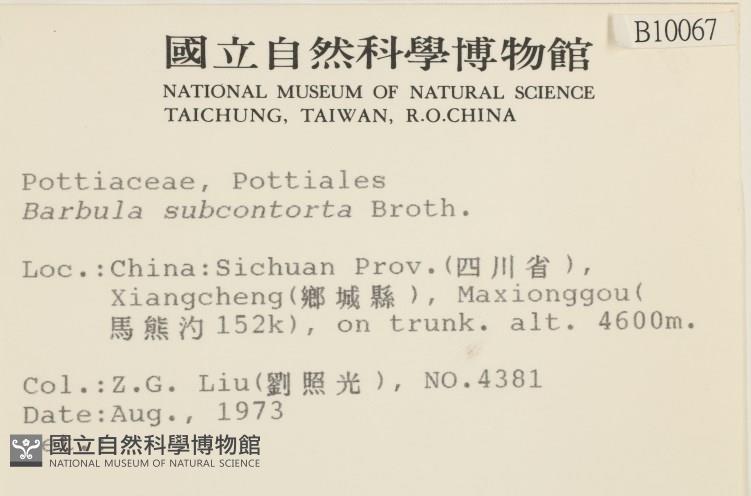 B10067
國立自然科學博物館
NATIONAL MUSEUM OF NATURAL SCIENCE
TAICHUNG, TAIWAN, R.O.CHINA
Pottiaceae, Pottiales
Barbula subcontorta Broth.
Loc.:China:Sichuan Prov.(四川省),
Xiangcheng(鄉城縣), Maxionggou(
馬熊汋152k), on trunk. alt. 4600m.
Col.:Z.G. Liu(劉照光), NO.4381
Date:Aug., 1973
國立自然科學博物館
NATIONAL MUSEUM OF NATURAL SCIENCE